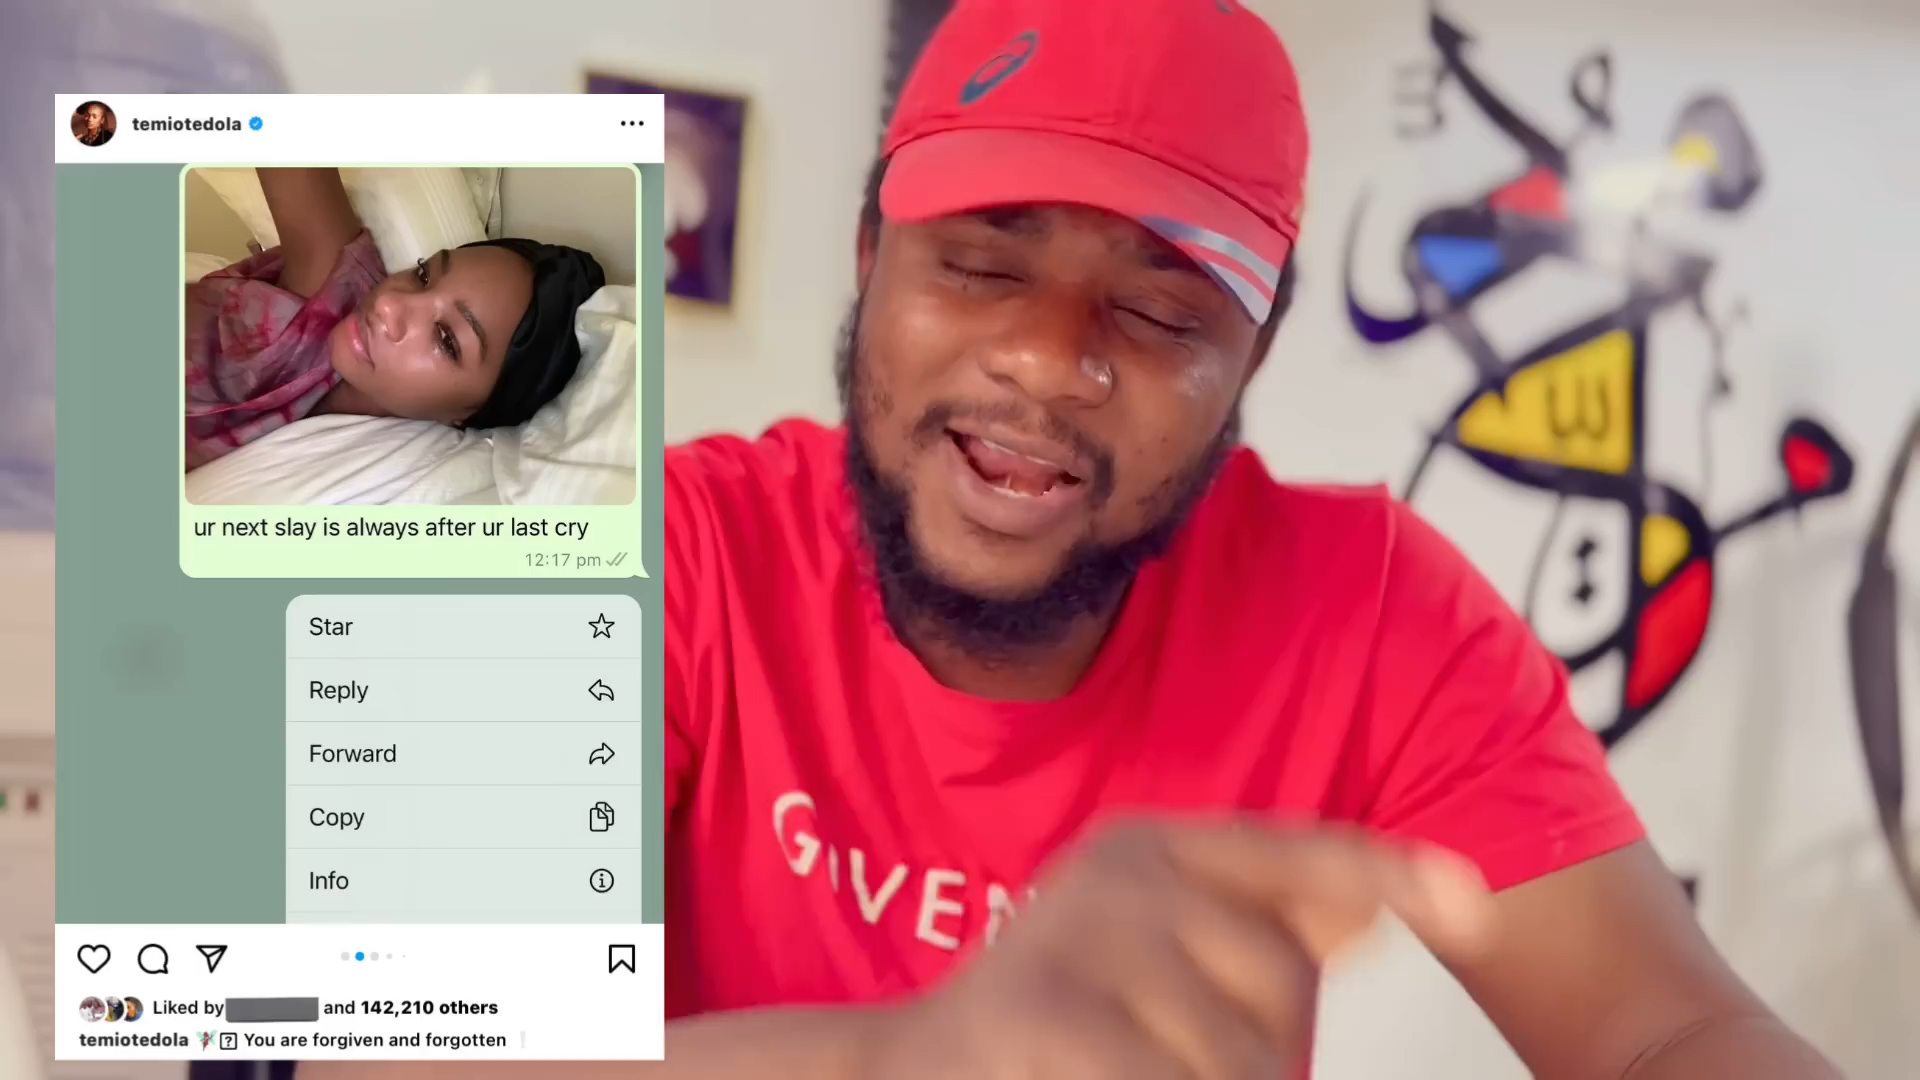 temiotedola
ur next slay is always after ur last cry
12:17 pm
Star
Reply
Forward
Copy
Info
Liked by and 142,210 others
temiotedola You are forgiven and forgotten
GIVEN